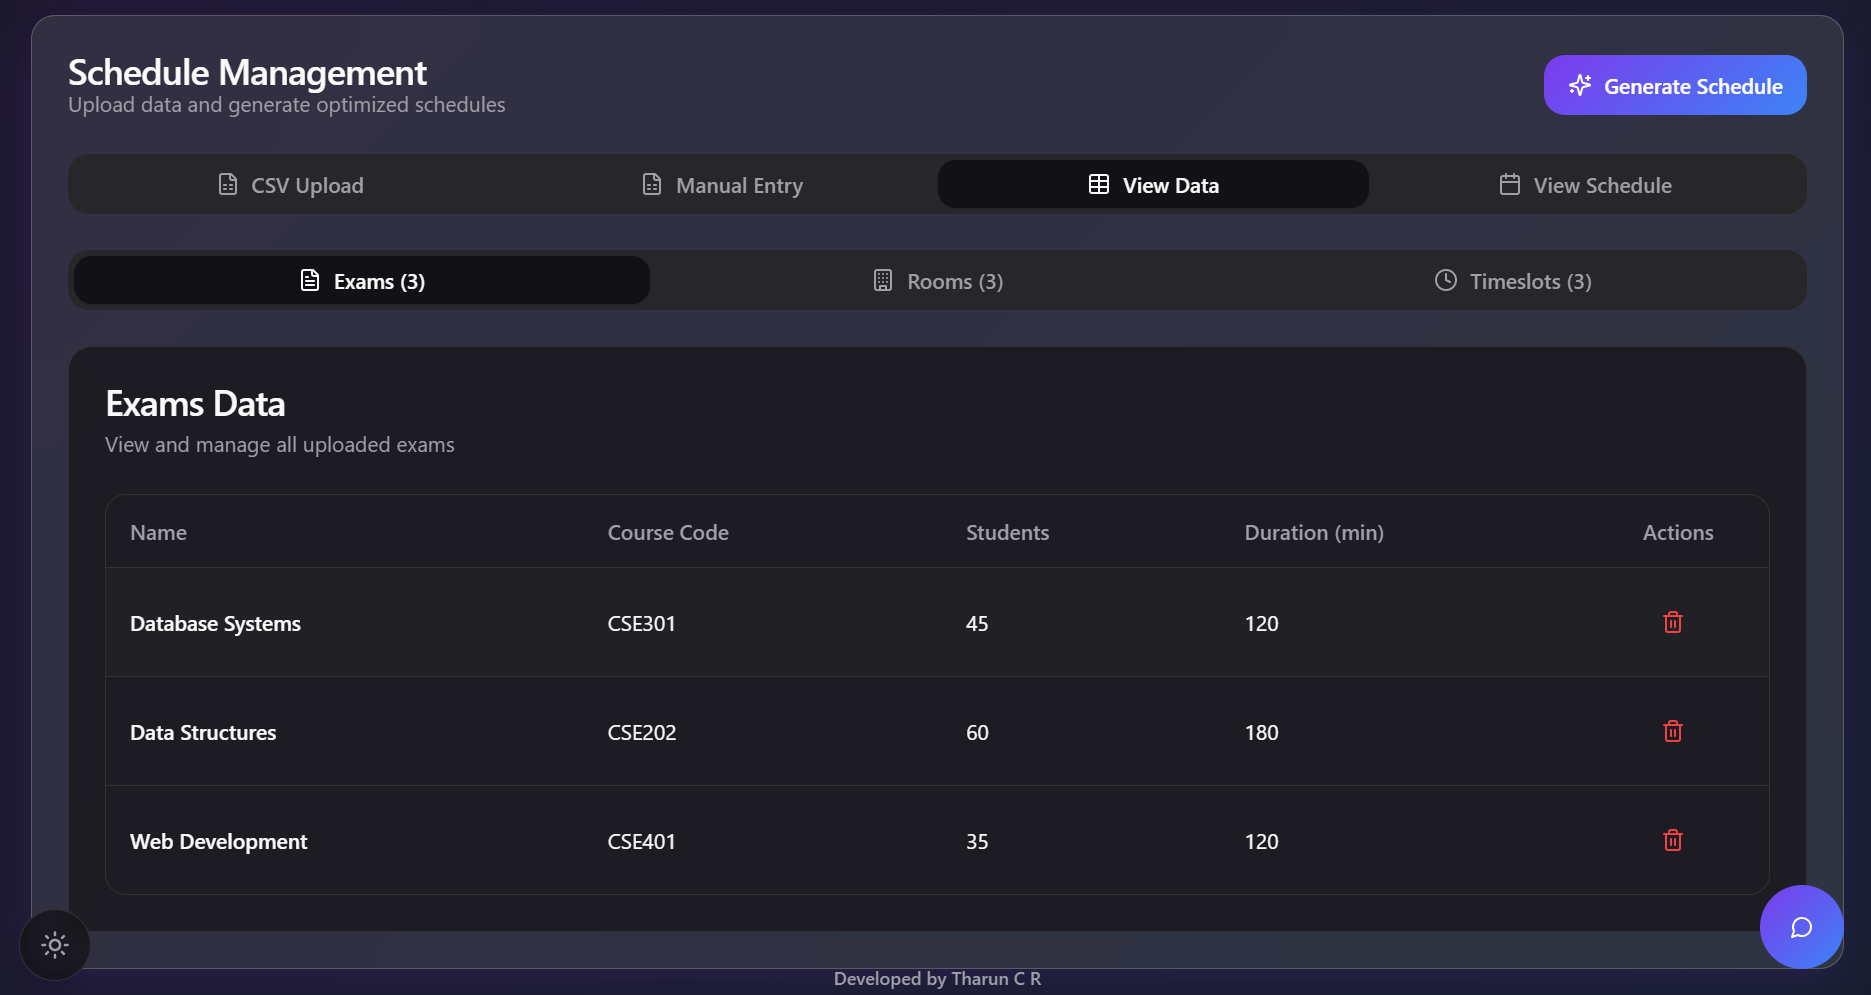 Schedule Management
Upload data and generate optimized schedules
Generate Schedule
CSV Upload Manual Entry View Data View Schedule
Exams (3) Rooms (3) Timeslots (3)
Exams Data
View and manage all uploaded exams
Name Course Code Students Duration (min) Actions
Database Systems CSE301 45 120
Data Structures CSE202 60 180
Web Development CSE401 35 120
Developed by Tharun C R